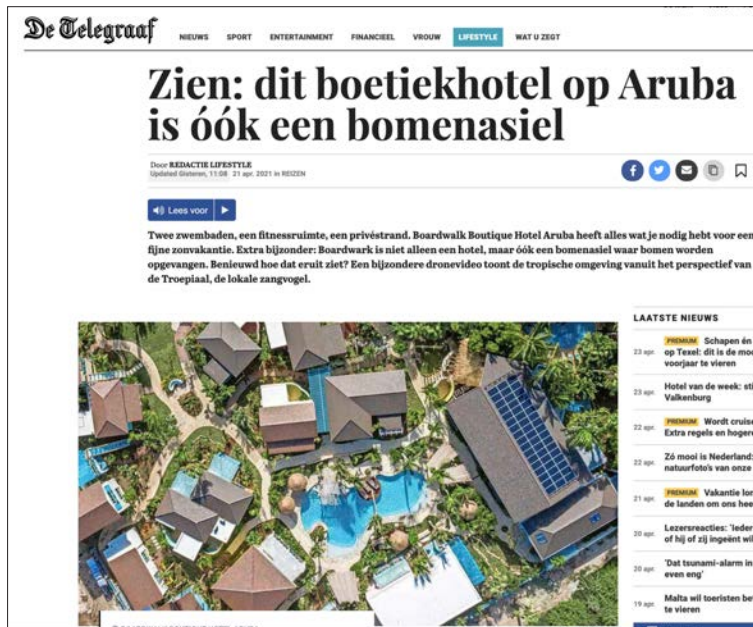 De Telegraaf
NIEUWS SPORT ENTERTAINMENT FINANCIEEL VROUW LIFESTYLE WAT U ZEGT
Zien: dit boetiekhotel op Aruba
is óók een bomenasiel
Door REDACTIE LIFESTYLE
Updated Gisteren, 11:08 21 apr. 2021 in REIZEN
Lees voor
Twee zwembaden, een fitnessruimte, een privéstrand. Boardwalk Boutique Hotel Aruba heeft alles wat je nodig hebt voor een
fijne zonvakantie. Extra bijzonder: Boardwark is niet alleen een hotel, maar óók een bomenasiel waar bomen worden
opgevangen. Benieuwd hoe dat eruit ziet? Een bijzondere dronevideo toont de tropische omgeving vanuit het perspectief van
de Troepiaal, de lokale zangvogel.
LAATSTE NIEUWS
23 apr. PREMIUM Schapen én
op Texel: dit is de moo
voorjaar te vieren
23 apr. Hotel van de week: sti
Valkenburg
22 apr. PREMIUM Wordt cruise
Extra regels en hogere
22 apr. Zó mooi is Nederland:
natuurfoto's van onze
21 apr. PREMIUM Vakantie lon
de landen om ons hee
20 apr. Lezersreacties: 'Ieder
of hij of zij ingeënt wil
20 apr. 'Dat tsunami-alarm in
even eng'
19 apr. Malta wil toeristen bet
te vieren